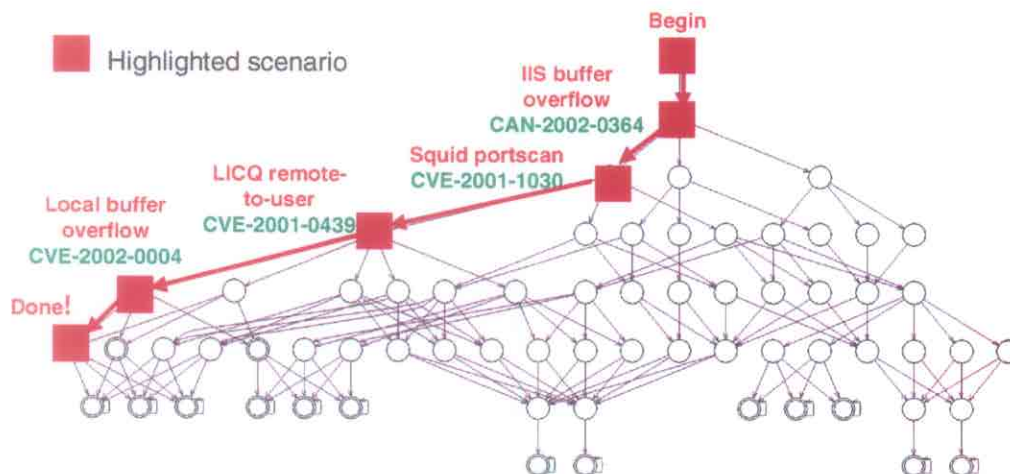 Begin
Highlighted scenario
IIS buffer
overflow
CAN-2002-0364
Squid portscan
CVE-2001-1030
LICQ remote-
to-user
CVE-2001-0439
Local buffer
overflow
CVE-2002-0004
Done!